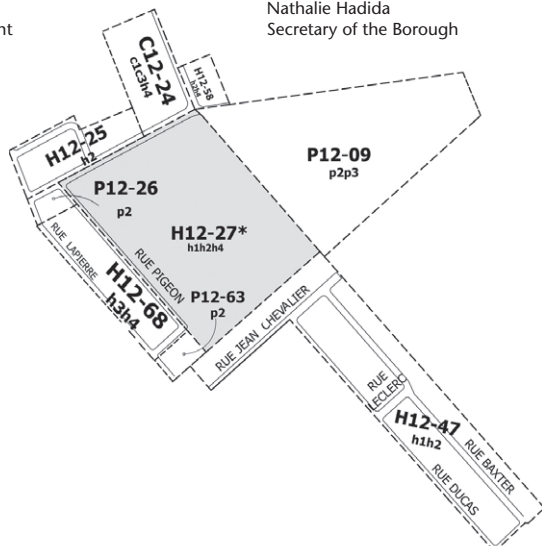 nt
Nathalie Hadida
Secretary of the Borough
C12-24
c1c3h4
H12-58
h2h4
H12-25
h2
P12-09
p2p3
P12-26
p2
H12-27*
h1h2h4
RUE LAPIERRE
RUE PIGEON
H12-68
h3h4
P12-63
p2
RUE JEAN CHEVALIER
RUE
LECLERC
H12-47
h1h2
RUE BAXTER
RUE DUCAS